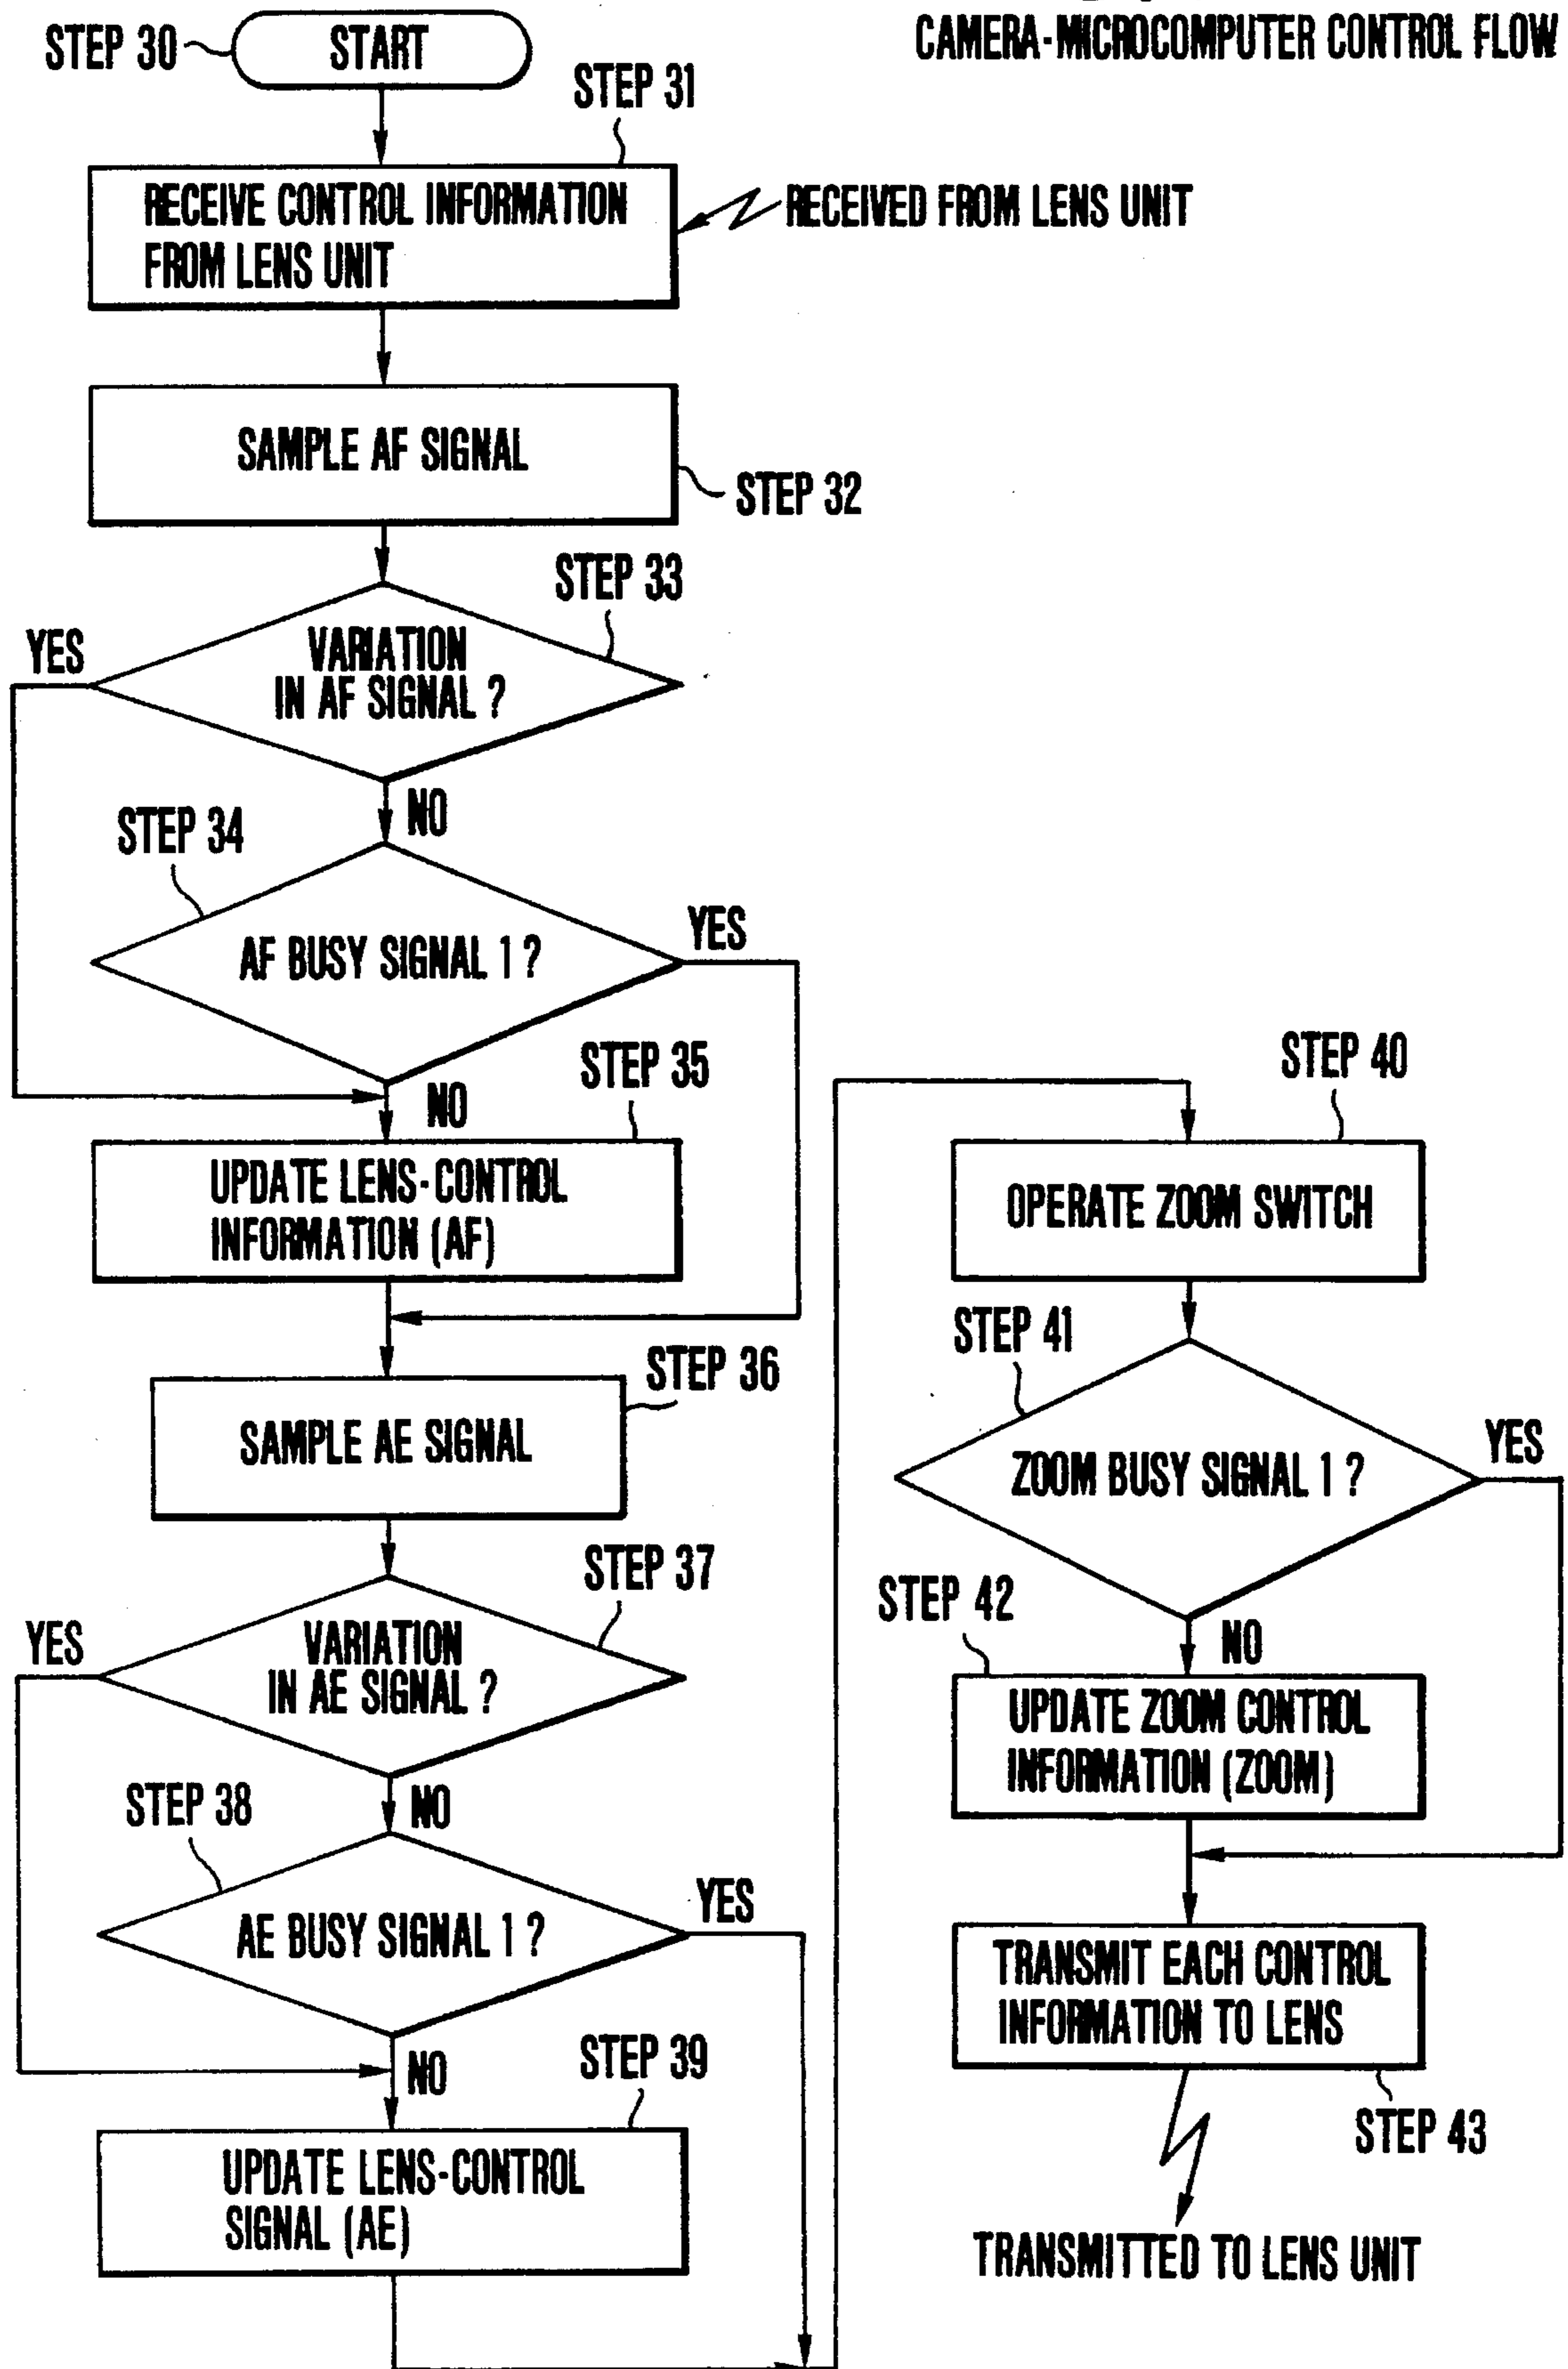 CAMERA-MICROCOMPUTER CONTROL FLOW
STEP 30
START
STEP 31
RECEIVE CONTROL INFORMATION
FROM LENS UNIT
RECEIVED FROM LENS UNIT
SAMPLE AF SIGNAL
STEP 32
STEP 33
YES
VARIATION
IN AF SIGNAL ?
NO
STEP 34
AF BUSY SIGNAL 1 ?
YES
NO
STEP 35
UPDATE LENS-CONTROL
INFORMATION (AF)
STEP 36
SAMPLE AE SIGNAL
STEP 37
YES
VARIATION
IN AE SIGNAL ?
NO
STEP 38
AE BUSY SIGNAL 1 ?
YES
NO
STEP 39
UPDATE LENS-CONTROL
SIGNAL (AE)
STEP 40
OPERATE ZOOM SWITCH
STEP 41
ZOOM BUSY SIGNAL 1 ?
YES
NO
STEP 42
UPDATE ZOOM CONTROL
INFORMATION (ZOOM)
TRANSMIT EACH CONTROL
INFORMATION TO LENS
STEP 43
TRANSMITTED TO LENS UNIT